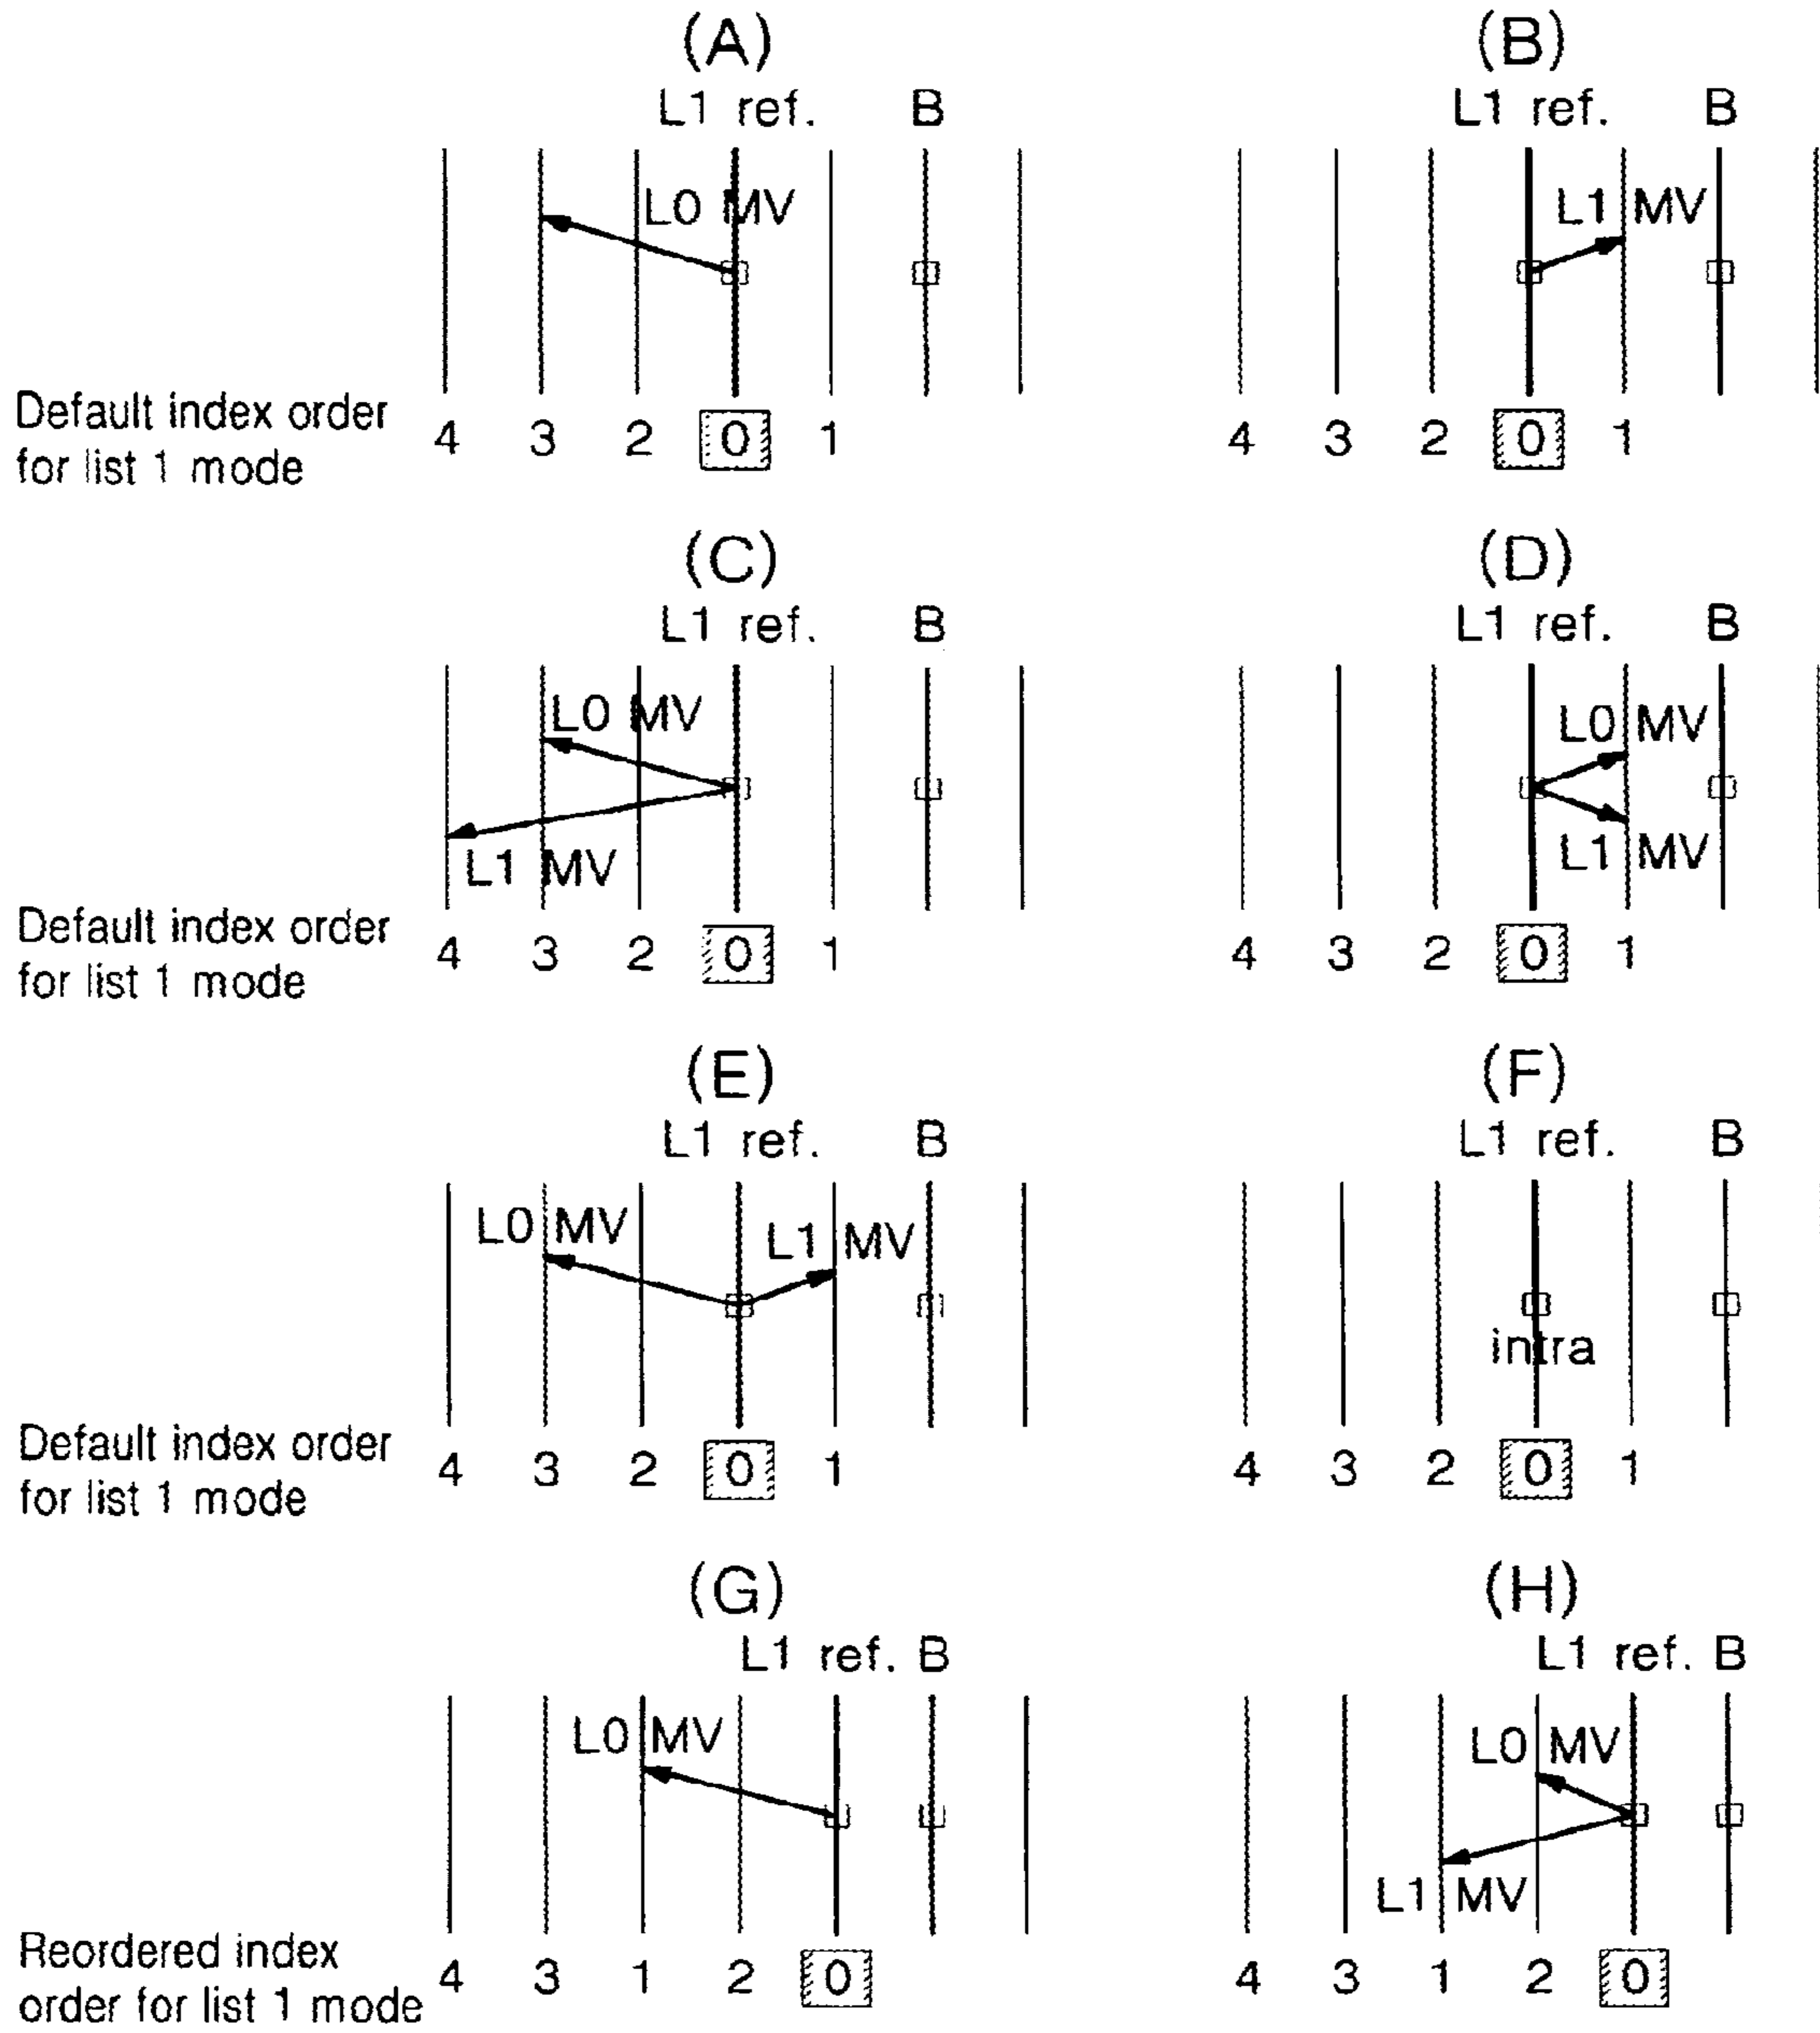 (A) (B)
L1 ref. B L1 ref. B
L0 MV L1 MV
Default index order
for list 1 mode
4 3 2 0 1 4 3 2 0 1
(C) (D)
L1 ref. B L1 ref. B
L0 MV L0 MV
L1 MV L1 MV
Default index order
for list 1 mode
4 3 2 0 1 4 3 2 0 1
(E) (F)
L1 ref. B L1 ref. B
L0 MV L1 MV
intra
Default index order
for list 1 mode
4 3 2 0 1 4 3 2 0 1
(G) (H)
L1 ref. B L1 ref. B
L0 MV L0 MV
L1 MV
Reordered index
order for list 1 mode
4 3 1 2 0 4 3 1 2 0